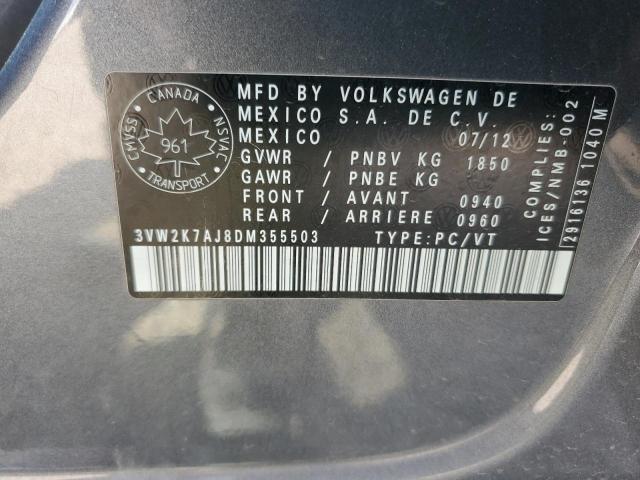 CANADA
CMVSS
NSVAC
961
TRANSPORT
MFD BY VOLKSWAGEN DE
MEXICO S.A. DE C.V.
MEXICO 07/12
GVWR / PNBV KG 1850
GAWR / PNBE KG
FRONT / AVANT 0940
REAR / ARRIERE 0960
3VW2K7AJ8DM355503 TYPE:PC/VT
COMPLIES:
ICES/NMB-002
2916136 1040 M